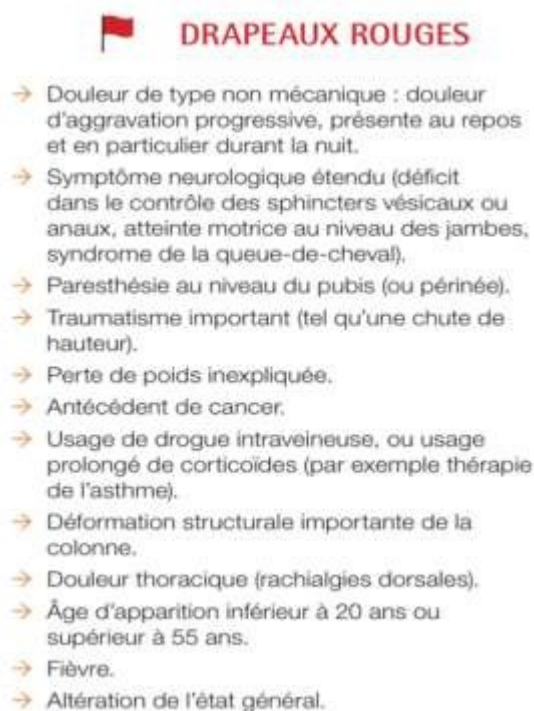 DRAPEAUX ROUGES
→ Douleur de type non mécanique : douleur
d'aggravation progressive, présente au repos
et en particulier durant la nuit.
→ Symptôme neurologique étendu (déficit
dans le contrôle des sphincters vésicaux ou
anaux, atteinte motrice au niveau des jambes,
syndrome de la queue-de-cheval).
→ Paresthésie au niveau du pubis (ou périnée).
→ Traumatisme important (tel qu'une chute de
hauteur).
→ Perte de poids inexpliquée.
→ Antécédent de cancer.
→ Usage de drogue intraveineuse, ou usage
prolongé de corticoïdes (par exemple thérapie
de l'asthme).
→ Déformation structurale importante de la
colonne.
→ Douleur thoracique (rachialgies dorsales).
→ Âge d'apparition inférieur à 20 ans ou
supérieur à 55 ans.
→ Fièvre.
→ Altération de l'état général.